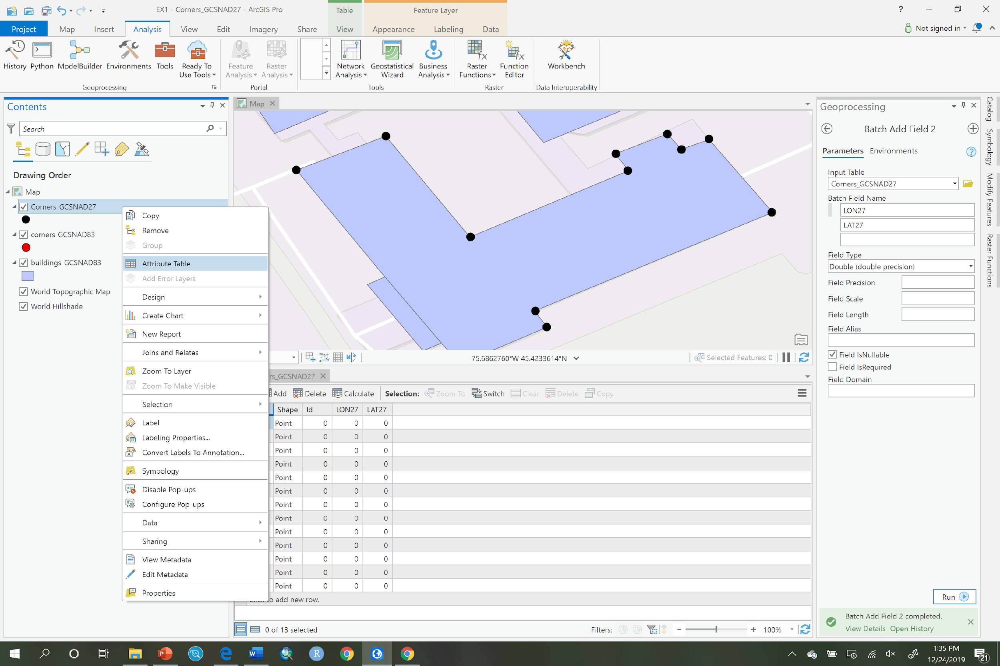 EX1 - Corners_GCSNAD27 - ArcGIS Pro
Table
Feature Layer
?
Project
Map
Insert
Analysis
View
Edit
Imagery
Share
View
Appearance
Labeling
Data
Not signed in
History
Python
ModelBuilder
Environments
Tools
Ready To
Use Tools
Feature
Analysis
Raster
Analysis
Network
Analysis
Geostatistical
Wizard
Business
Analysis
Raster
Functions
Function
Editor
Workbench
Geoprocessing
Portal
Tools
Raster
Data Interoperability
Contents
Search
Drawing Order
Map
Corners_GCSNAD27
corners GCSNAD83
buildings GCSNAD83
World Topographic Map
World Hillshade
Copy
Remove
Group
Attribute Table
Add Error Layers
Design
Create Chart
New Report
Joins and Relates
Zoom To Layer
Zoom To Make Visible
Selection
Label
Labeling Properties...
Convert Labels To Annotation...
Symbology
Disable Pop-ups
Configure Pop-ups
Data
Sharing
View Metadata
Edit Metadata
Properties
Map
75.6862760°W 45.4233614°N
Selected Features: 0
rs_GCSNAD27
Add Delete Calculate Selection: Zoom To Switch Clear Delete Copy
Shape Id LON27 LAT27
Point 0 0 0
Point 0 0 0
Point 0 0 0
Point 0 0 0
Point 0 0 0
Point 0 0 0
Point 0 0 0
Point 0 0 0
Point 0 0 0
Point 0 0 0
Point 0 0 0
Point 0 0 0
Point 0 0 0
Click to add new row.
0 of 13 selected
Filters:
- + 100%
Geoprocessing
Batch Add Field 2
Parameters Environments
?
Input Table
Corners_GCSNAD27
Batch Field Name
LON27
LAT27
Field Type
Double (double precision)
Field Precision
Field Scale
Field Length
Field Alias
Field IsNullable
Field IsRequired
Field Domain
Run
Batch Add Field 2 completed.
View Details Open History
Catalog
Symbology
Modify Features
Raster Functions
1:35 PM
12/24/2019
21